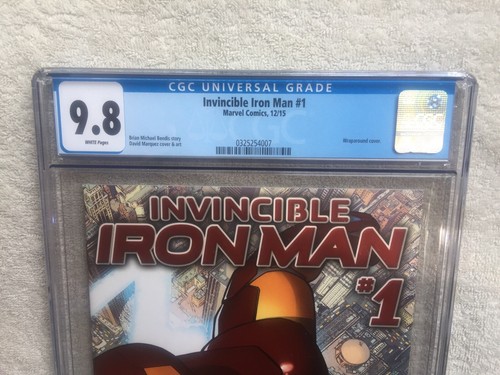 CGC UNIVERSAL GRADE
9.8
WHITE Pages
Invincible Iron Man #1
Marvel Comics, 12/15
Brian Michael Bendis story
David Marquez cover & art
Wraparound cover.
0325254007
CGC
INVINCIBLE
IRON MAN
#1